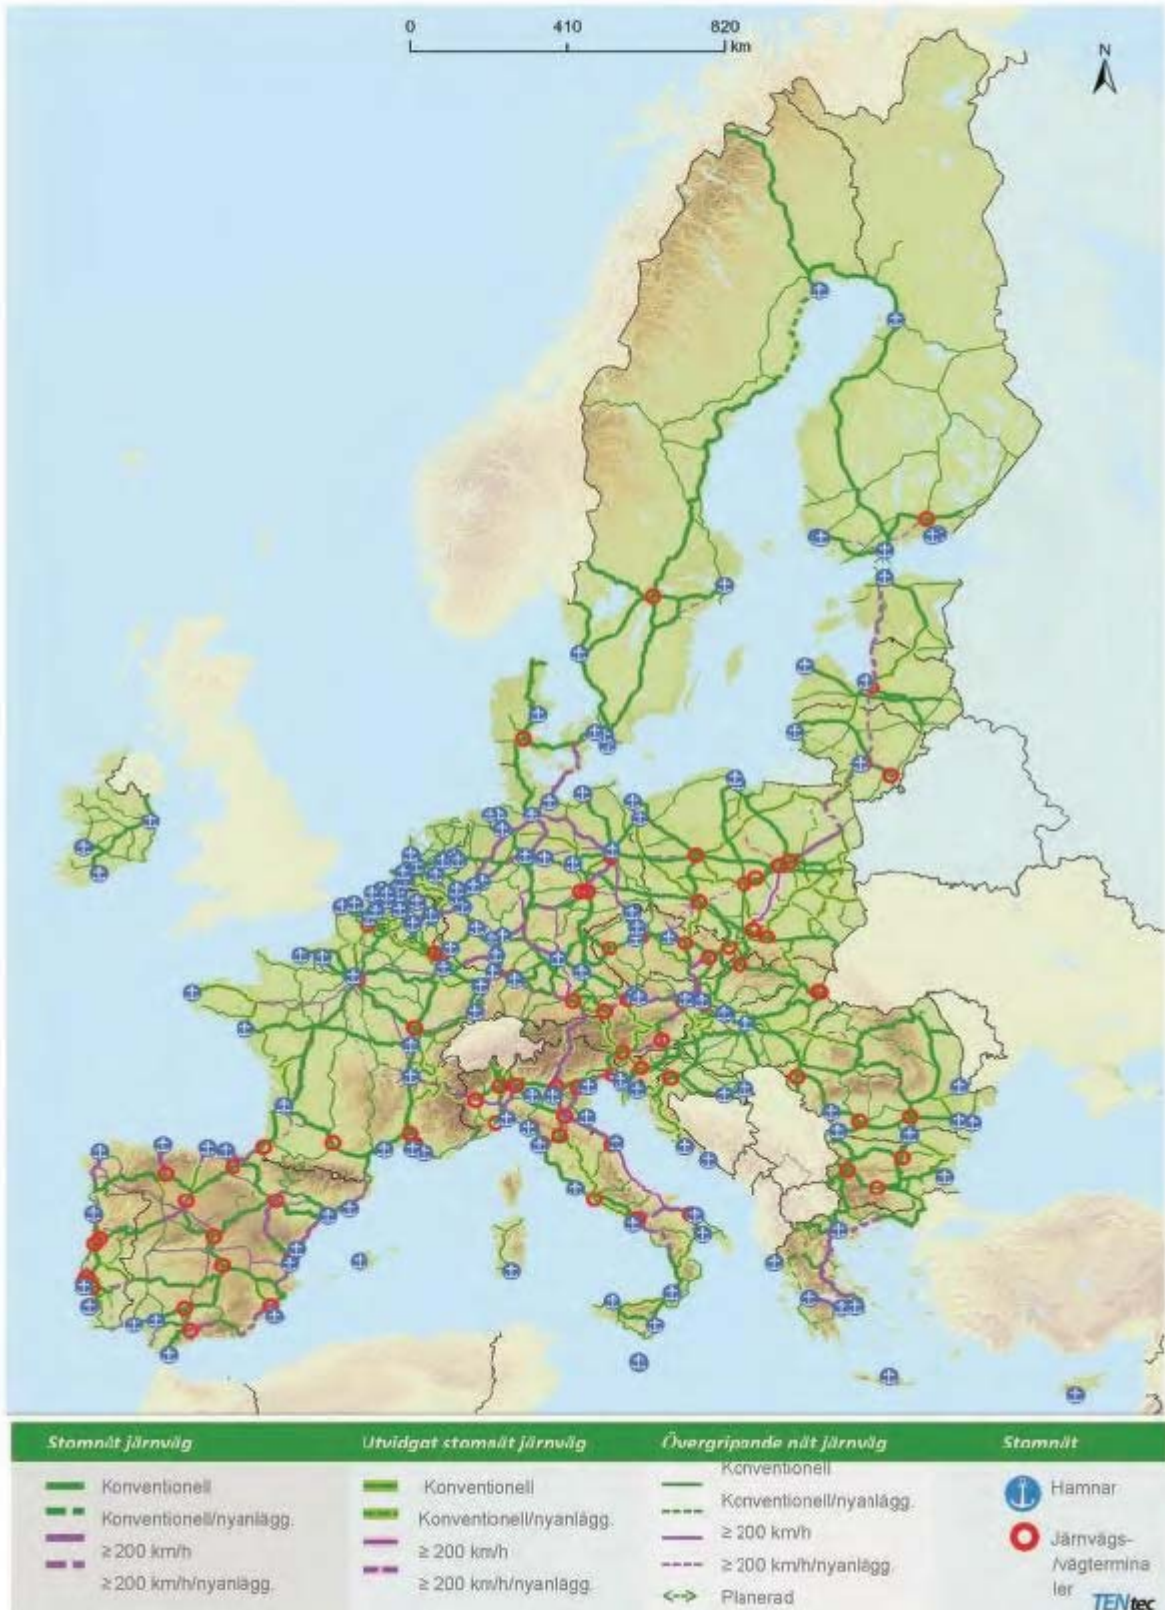 0 410 820
km
N
Stomnät järnväg
Konventionell
Konventionell/nyanlägg.
≥ 200 km/h
≥ 200 km/h/nyanlägg.
Utvidgat stomnät järnväg
Konventionell
Konventionell/nyanlägg.
≥ 200 km/h
≥ 200 km/h/nyanlägg.
Övergripande nät järnväg
Konventionell
Konventionell/nyanlägg.
≥ 200 km/h
≥ 200 km/h/nyanlägg.
Planerad
Stomnät
Hamnar
Järnvägs-
/vägtermina
ler
TENtec